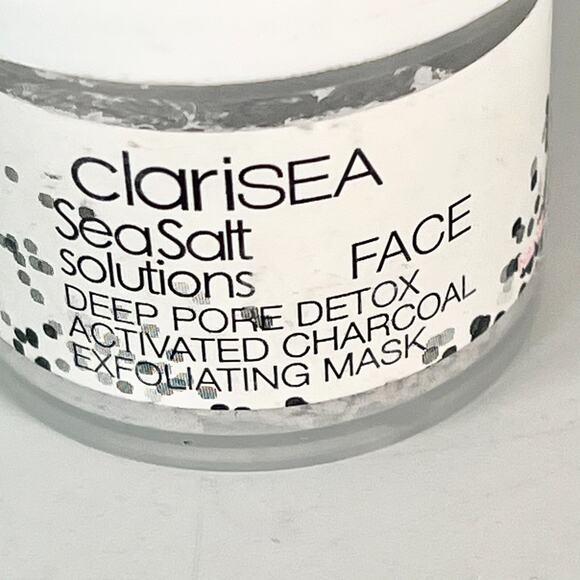 clariSEA
SeaSalt
solutions
FACE
DEEP PORE DETOX
ACTIVATED CHARCOAL
EXFOLIATING MASK